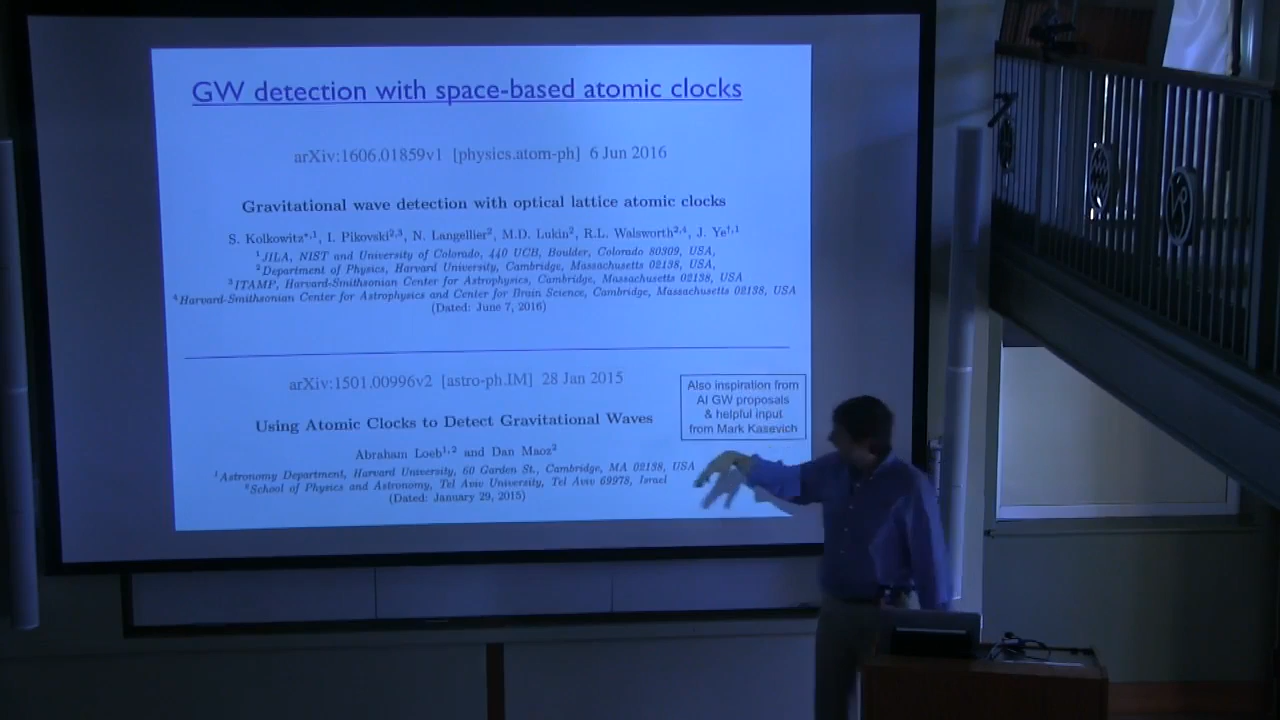 GW detection with space-based atomic clocks
arXiv:1606.01859v1 [physics.atom-ph] 6 Jun 2016
Gravitational wave detection with optical lattice atomic clocks
S. Kolkowitz*,1, I. Pikovski2,3, N. Langellier2, M.D. Lukin2, R.L. Walsworth2,4, J. Ye†,1
1JILA, NIST and University of Colorado, 440 UCB, Boulder, Colorado 80309, USA,
2Department of Physics, Harvard University, Cambridge, Massachusetts 02138, USA,
3ITAMP, Harvard-Smithsonian Center for Astrophysics, Cambridge, Massachusetts 02138, USA
4Harvard-Smithsonian Center for Astrophysics and Center for Brain Science, Cambridge, Massachusetts 02138, USA
(Dated: June 7, 2016)
arXiv:1501.00996v2 [astro-ph.IM] 28 Jan 2015
Using Atomic Clocks to Detect Gravitational Waves
Abraham Loeb1,2 and Dan Maoz2
1Astronomy Department, Harvard University, 60 Garden St., Cambridge, MA 02138, USA
2School of Physics and Astronomy, Tel Aviv University, Tel Aviv 69978, Israel
(Dated: January 29, 2015)
Also inspiration from
AI GW proposals
& helpful input
from Mark Kasevich